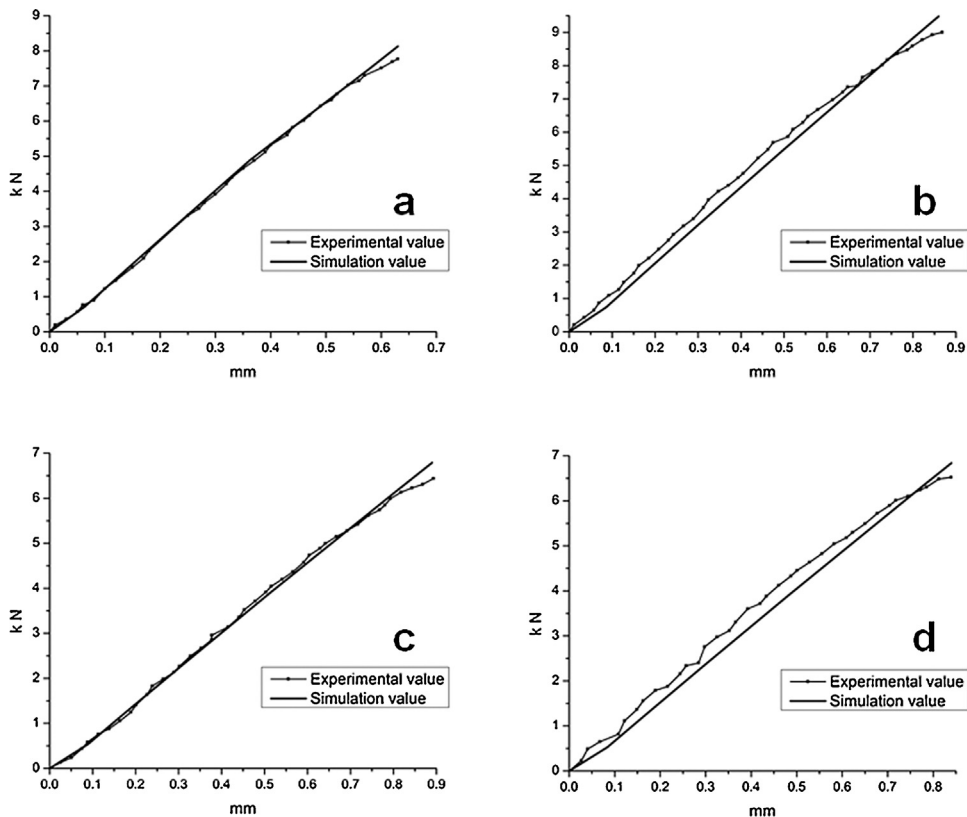 9
8
7
6
5
4
3
2
1
0
kN
a
Experimental value
Simulation value
0.0 0.1 0.2 0.3 0.4 0.5 0.6 0.7
mm
9
8
7
6
5
4
3
2
1
0
kN
b
Experimental value
Simulation value
0.0 0.1 0.2 0.3 0.4 0.5 0.6 0.7 0.8 0.9
mm
7
6
5
4
3
2
1
0
kN
c
Experimental value
Simulation value
0.0 0.1 0.2 0.3 0.4 0.5 0.6 0.7 0.8 0.9
mm
7
6
5
4
3
2
1
0
kN
d
Experimental value
Simulation value
0.0 0.1 0.2 0.3 0.4 0.5 0.6 0.7 0.8
mm